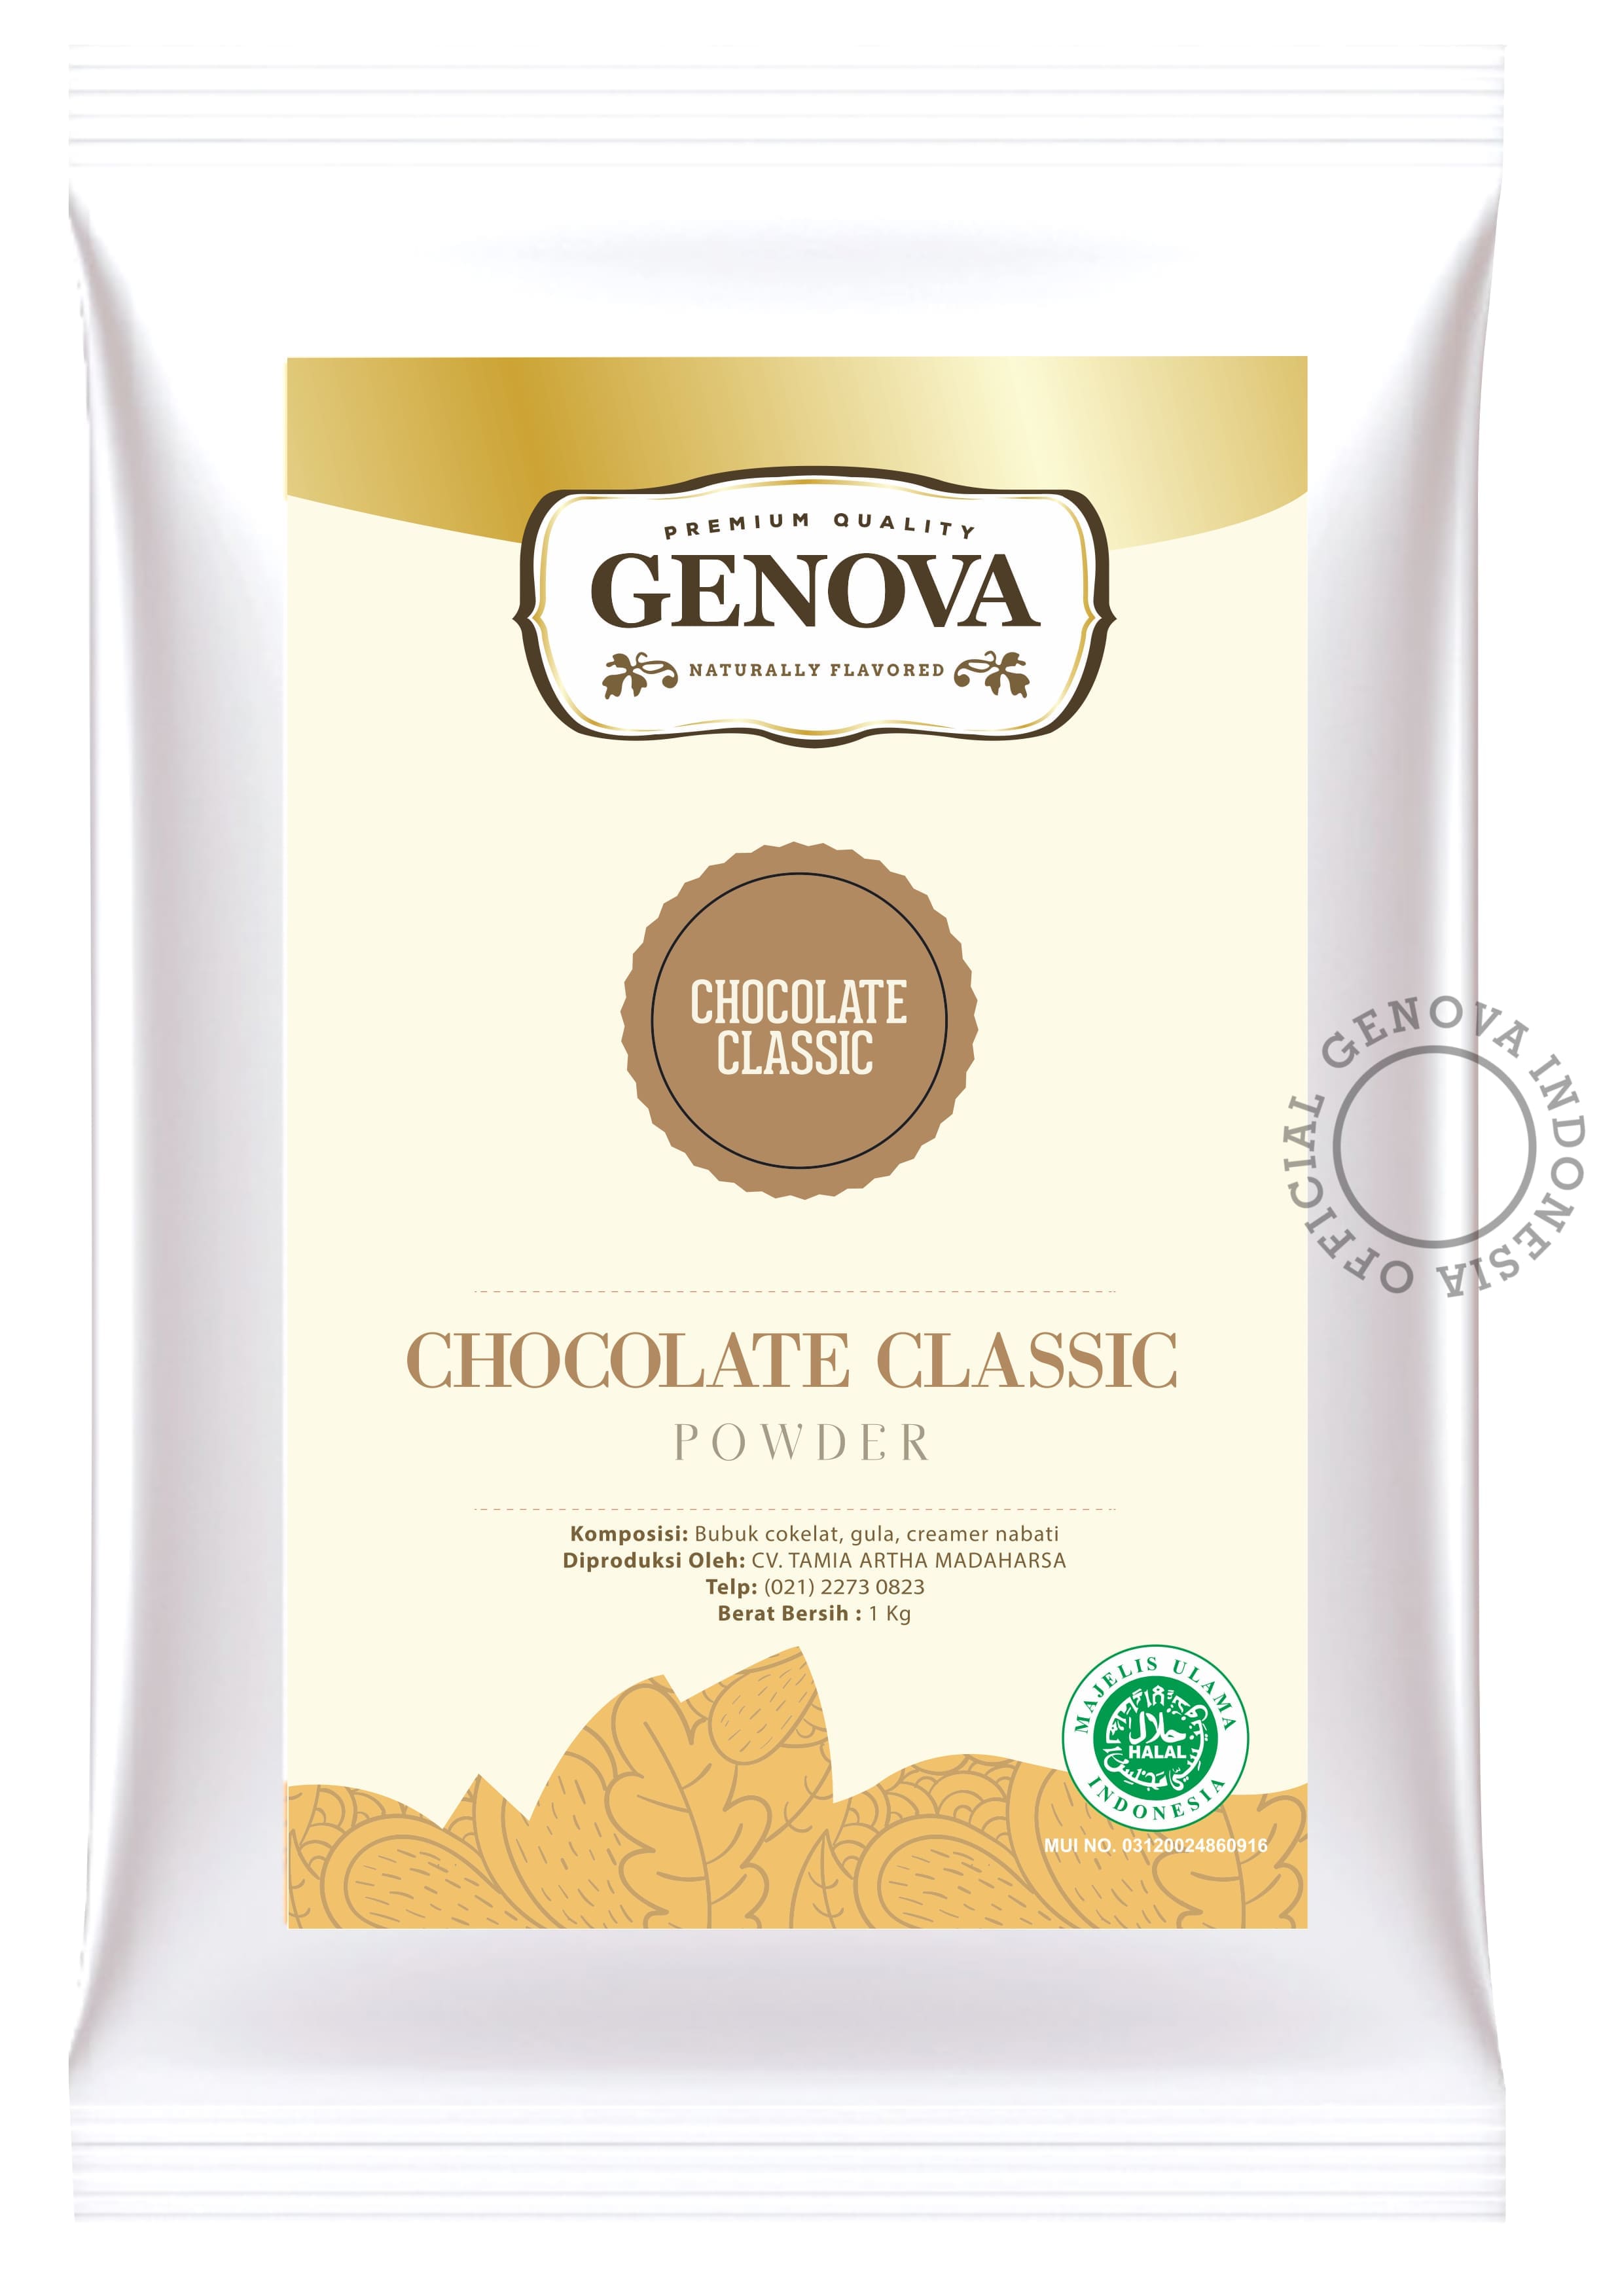 PREMIUM QUALITY
GENOVA
NATURALLY FLAVORED
CHOCOLATE
CLASSIC
OFFICIAL GENOVA INDONESIA
CHOCOLATE CLASSIC
POWDER
Komposisi: Bubuk cokelat, gula, creamer nabati
Diproduksi Oleh: CV. TAMIA ARTHA MADAHARSA
Telp: (021) 2273 0823
Berat Bersih : 1 Kg
MAJELIS ULAMA
حلال
HALAL
INDONESIA
MUI NO. 03120024860916